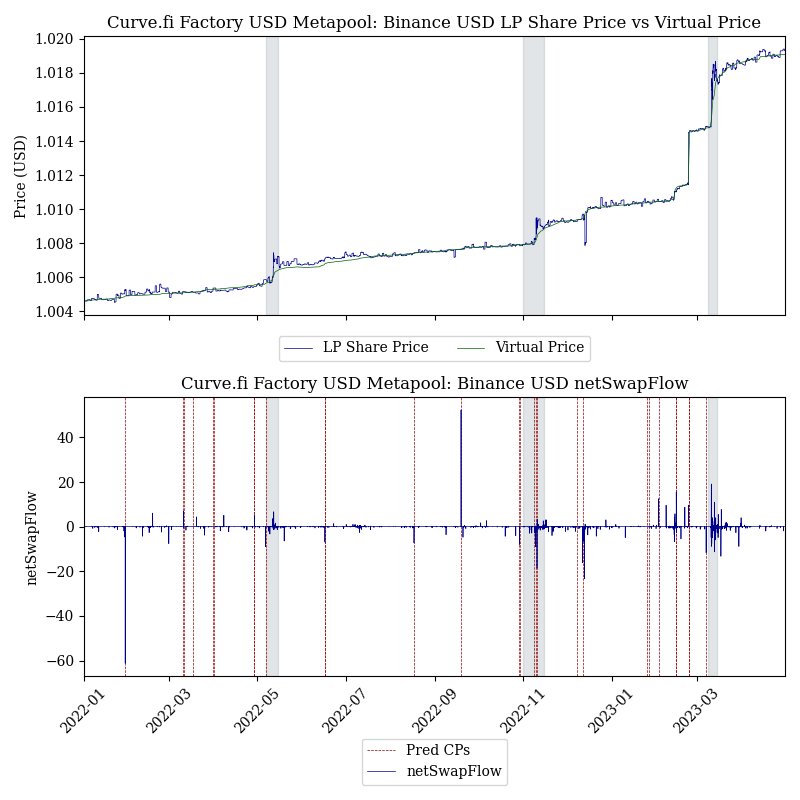 Curve.fi Factory USD Metapool: Binance USD LP Share Price vs Virtual Price
1.020
1.018
1.016
1.014
1.012
1.010
1.008
1.006
1.004
Price (USD)
LP Share Price
Virtual Price
Curve.fi Factory USD Metapool: Binance USD netSwapFlow
40
20
0
−20
−40
−60
netSwapFlow
2022-01
2022-03
2022-05
2022-07
2022-09
2022-11
2023-01
2023-03
Pred CPs
netSwapFlow